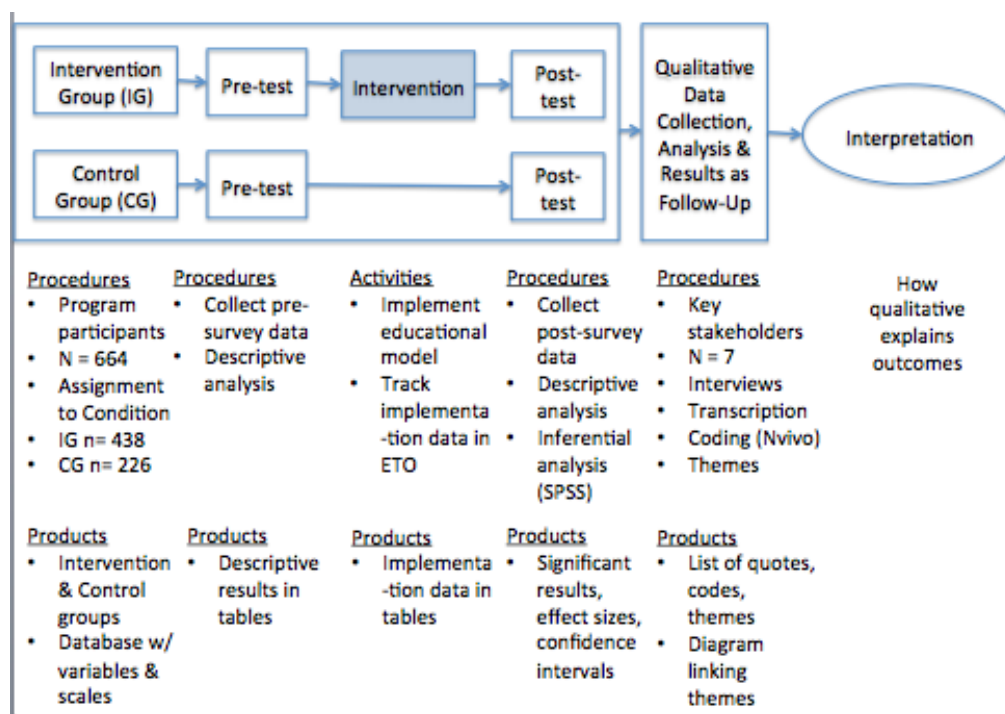 Intervention
Group (IG)
Pre-test
Intervention
Post-
test
Control
Group (CG)
Pre-test
Post-
test
Qualitative
Data
Collection,
Analysis &
Results as
Follow-Up
Interpretation
Procedures
• Program
participants
• N = 664
• Assignment
to Condition
• IG n= 438
• CG n= 226
Procedures
• Collect pre-
survey data
• Descriptive
analysis
Activities
• Implement
educational
model
• Track
implementa
-tion data in
ETO
Procedures
• Collect
post-survey
data
• Descriptive
analysis
• Inferential
analysis
(SPSS)
Procedures
• Key
stakeholders
• N = 7
• Interviews
• Transcription
• Coding (Nvivo)
• Themes
How
qualitative
explains
outcomes
Products
• Intervention
& Control
groups
• Database w/
variables &
scales
Products
• Descriptive
results in
tables
Products
• Implementa
-tion data in
tables
Products
• Significant
results,
effect sizes,
confidence
intervals
Products
• List of quotes,
codes,
themes
• Diagram
linking
themes